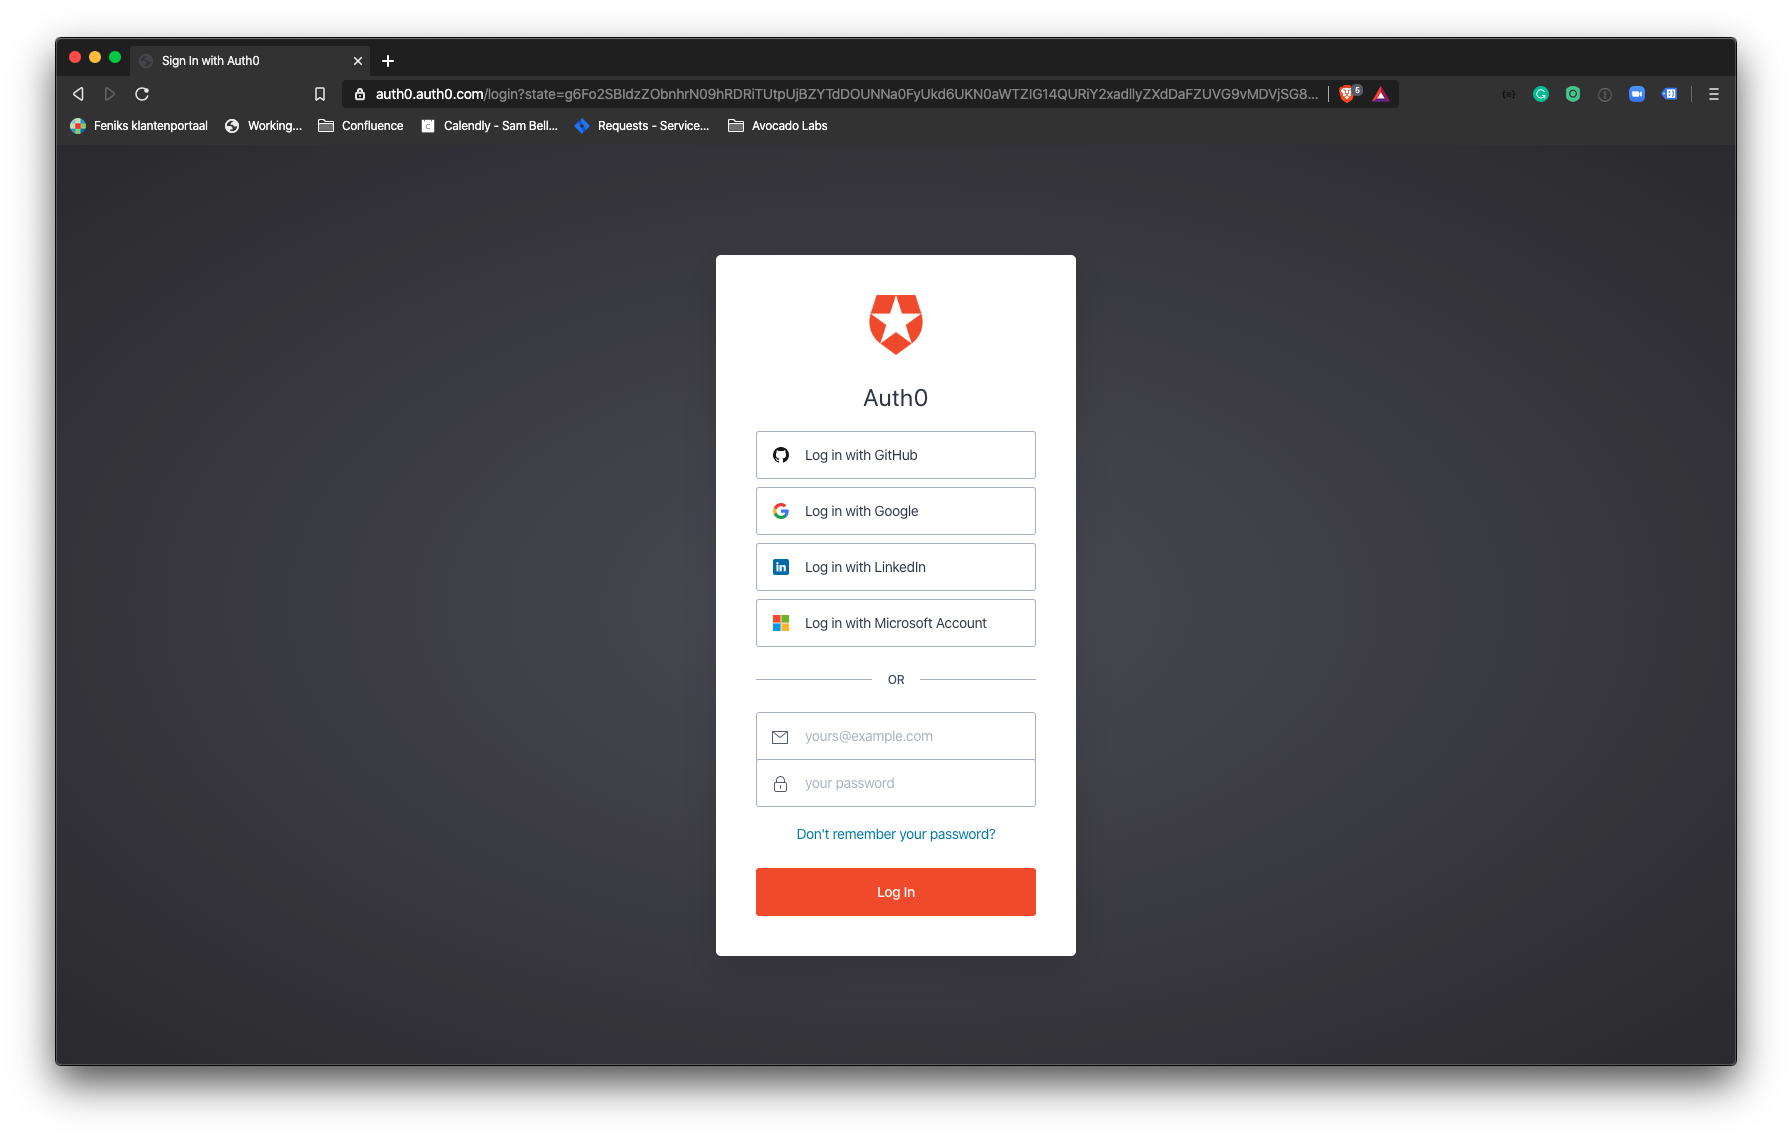 Sign In with Auth0
auth0.auth0.com/login?state=
5
Feniks klantenportaal
Working...
Confluence
Calendly - Sam Bell...
Requests - Service...
Avocado Labs
Auth0
Log in with GitHub
Log in with Google
Log in with LinkedIn
Log in with Microsoft Account
OR
yours@example.com
your password
Don't remember your password?
Log In